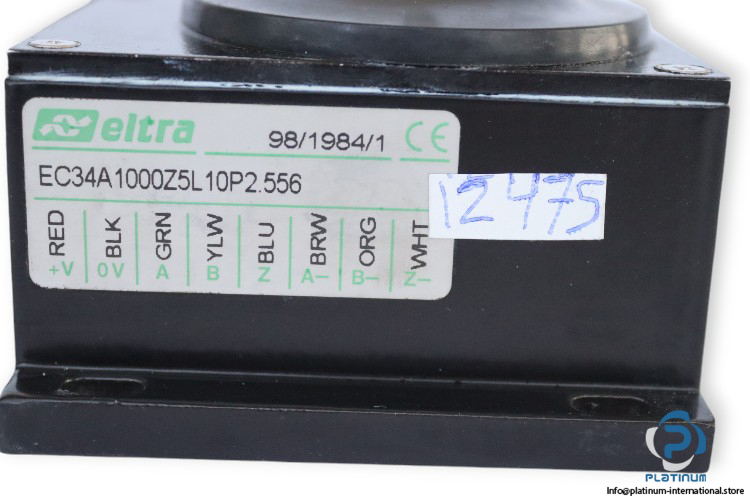 eltra
98/1984/1 CE
EC34A1000Z5L10P2.556
12475
RED BLK GRN YLW BLU BRW ORG WHT
+V 0V A B Z A- B- Z-
PLATINUM
Info@platinum-international.store